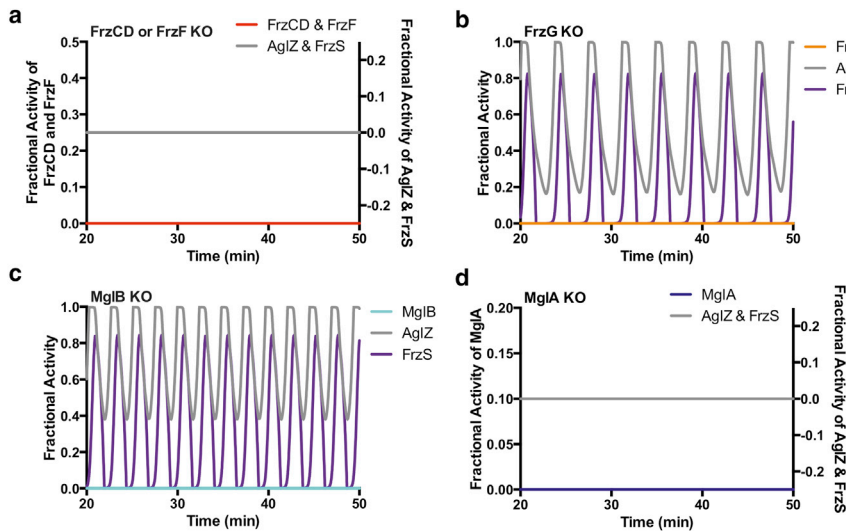 a
FrzCD or FrzF KO
FrzCD & FrzF
AglZ & FrzS
Fractional Activity of
FrzCD and FrzF
0.5
0.4
0.3
0.2
0.1
0.0
20
30
40
50
Time (min)
0.2
0.1
0.0
-0.1
-0.2
Fractional Activity of AglZ
& FrzS
b
FrzG KO
1.0
0.8
0.6
0.4
0.2
0.0
20
30
40
50
Time (min)
Fr
A
Fr
c
MglB KO
MglB
AglZ
FrzS
Fractional Activity
1.0
0.8
0.6
0.4
0.2
0.0
20
30
40
50
Time (min)
d
MglA KO
MglA
AglZ & FrzS
Fractional Activity of MglA
0.20
0.15
0.10
0.05
0.00
20
30
40
50
Time (min)
0.2
0.1
0.0
-0.1
-0.2
Fractional Activity of
AglZ & FrzS